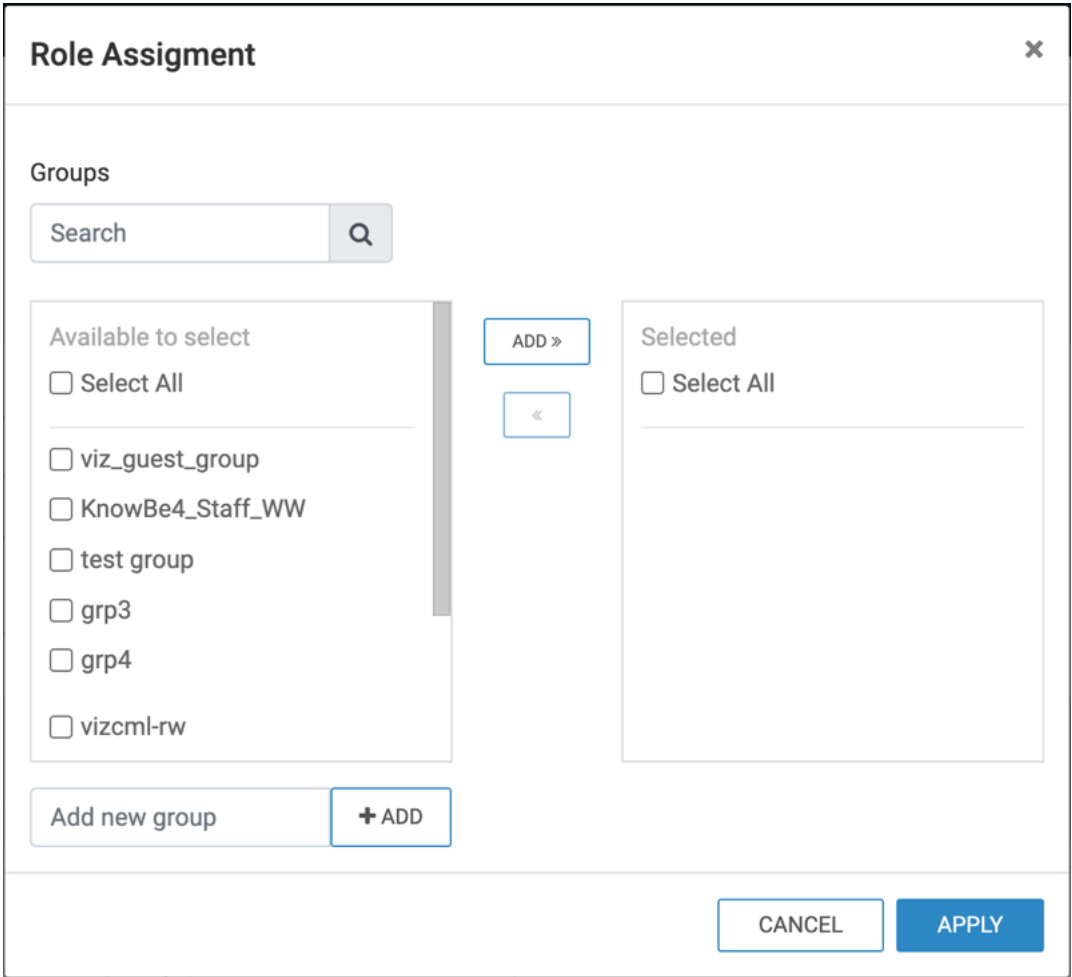 Role Assigment
×
Groups
Search
Available to select
Select All
viz_guest_group
KnowBe4_Staff_WW
test group
grp3
grp4
vizcml-rw
ADD »
«
Selected
Select All
Add new group
+ ADD
CANCEL
APPLY